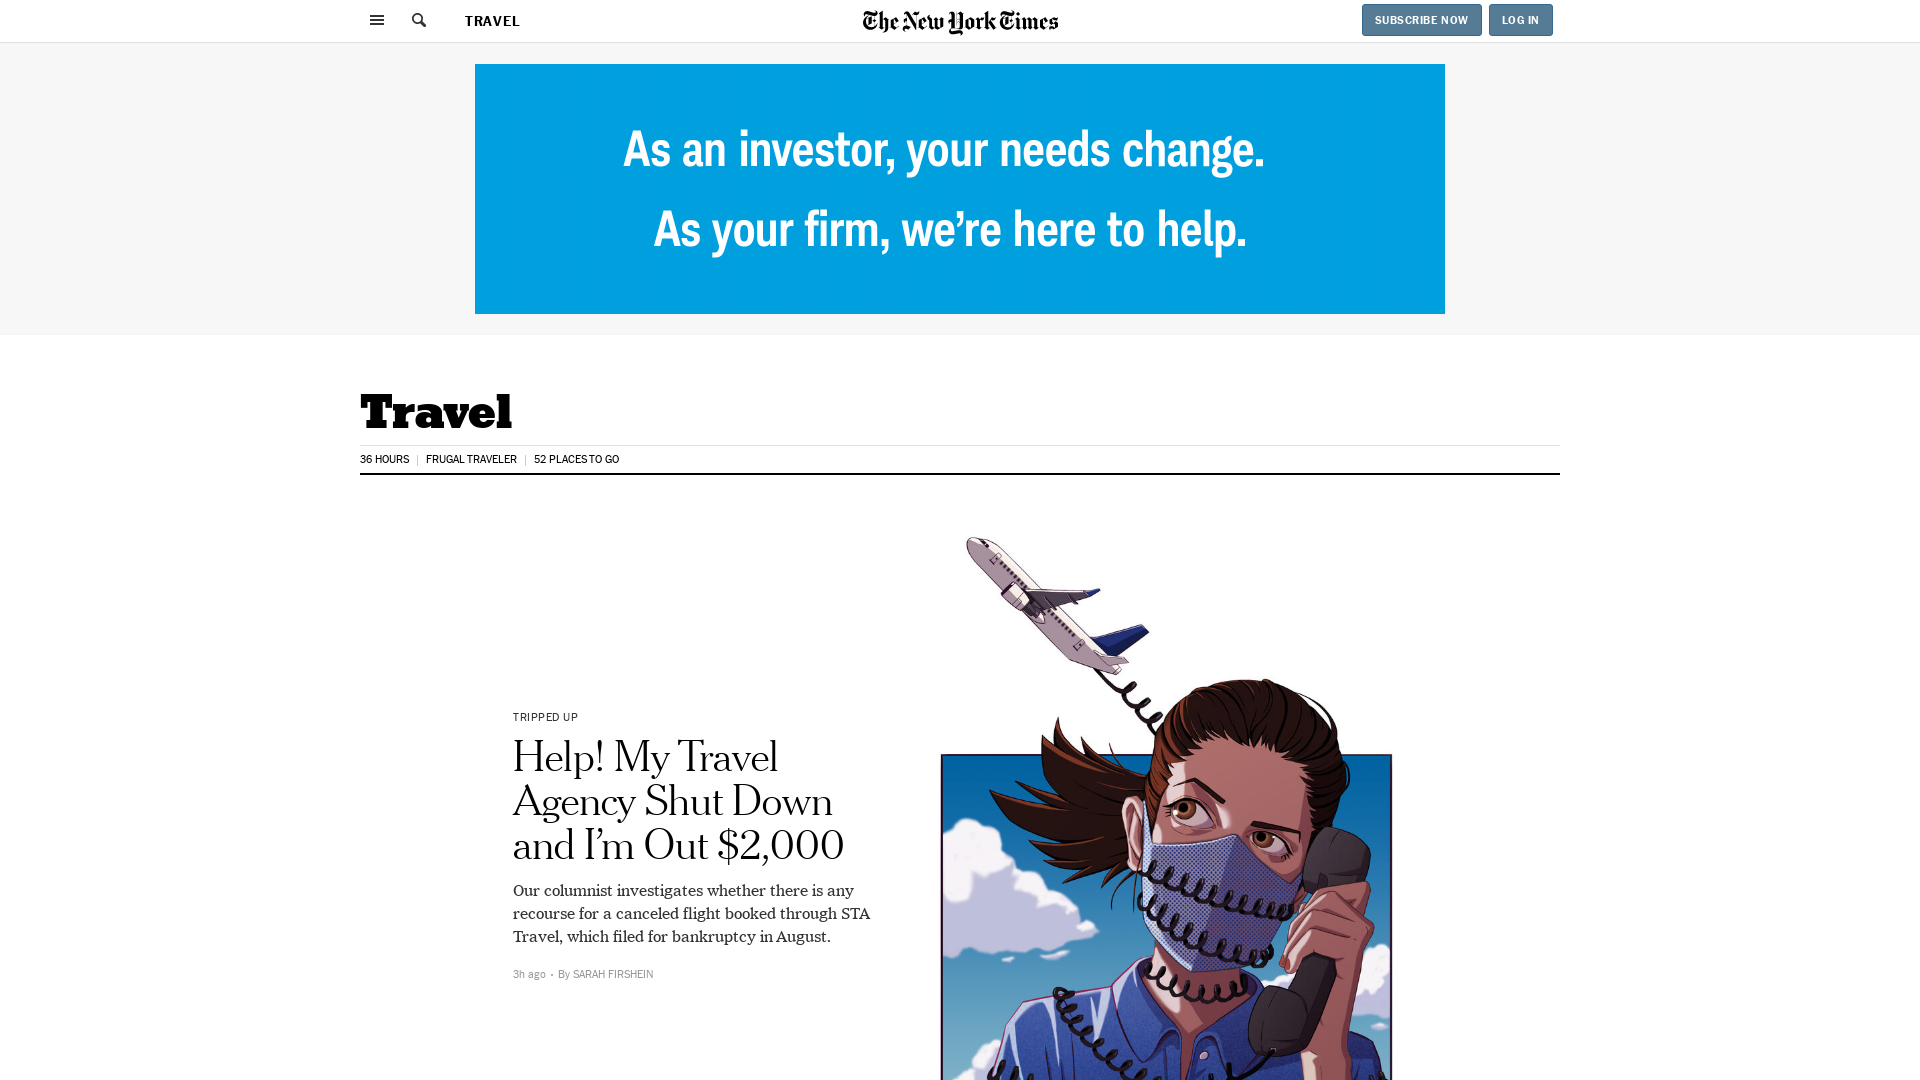 TRAVEL
The New York Times
SUBSCRIBE NOW
LOG IN
As an investor, your needs change.
As your firm, we’re here to help.
Travel
36 HOURS | FRUGAL TRAVELER | 52 PLACES TO GO
TRIPPED UP
Help! My Travel
Agency Shut Down
and I’m Out $2,000
Our columnist investigates whether there is any
recourse for a canceled flight booked through STA
Travel, which filed for bankruptcy in August.
3h ago • By SARAH FIRSHEIN